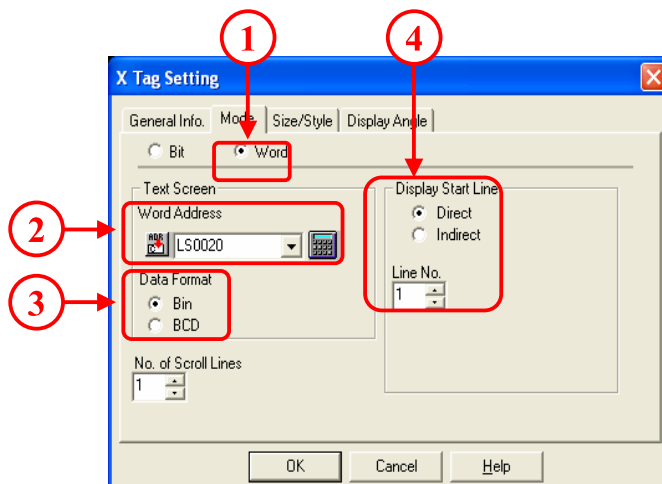 1
4
X Tag Setting
General Info. Mode Size/Style Display Angle
Bit Word
Text Screen
Display Start Line
Word Address
Direct
2
ADR
LS0020
Indirect
Data Format
Line No.
3
Bin
1
BCD
No. of Scroll Lines
1
OK Cancel Help